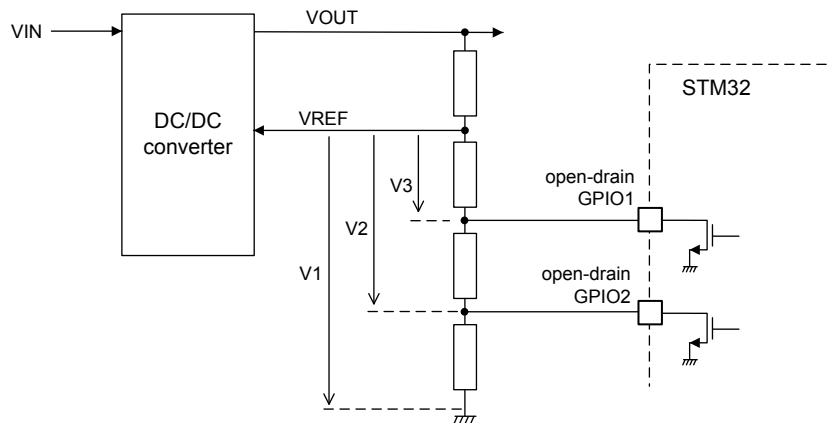 VIN
VOUT
STM32
DC/DC
converter
VREF
V3
V2
V1
open-drain
GPIO1
open-drain
GPIO2